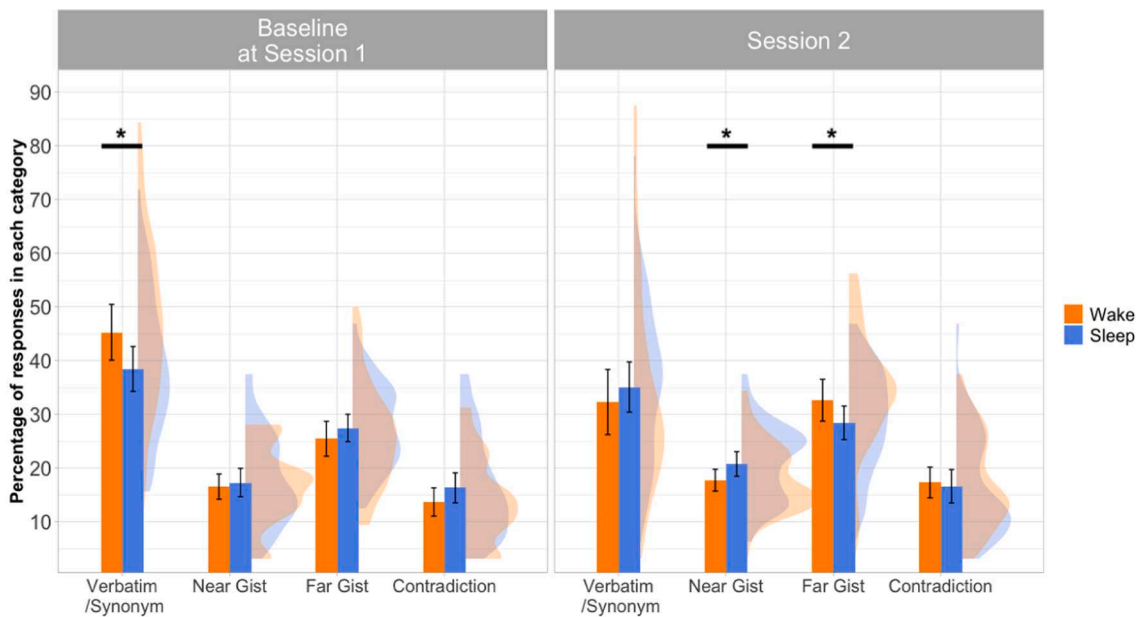 Baseline
at Session 1
Session 2
Percentage of responses in each category
90
80
70
60
50
40
30
20
10
*
*
*
Wake
Sleep
Verbatim
/Synonym
Near Gist
Far Gist
Contradiction
Verbatim
/Synonym
Near Gist
Far Gist
Contradiction